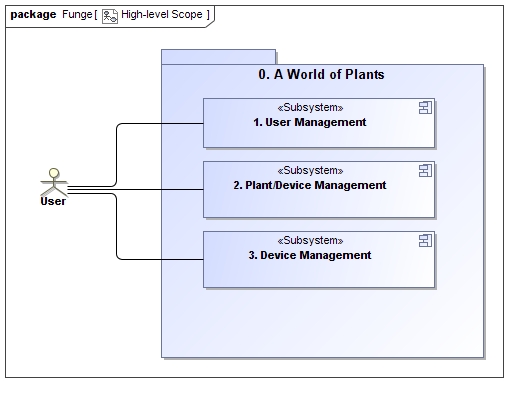 package Funge [ High-level Scope ]
0. A World of Plants
«Subsystem»
1. User Management
«Subsystem»
2. Plant/Device Management
«Subsystem»
3. Device Management
User